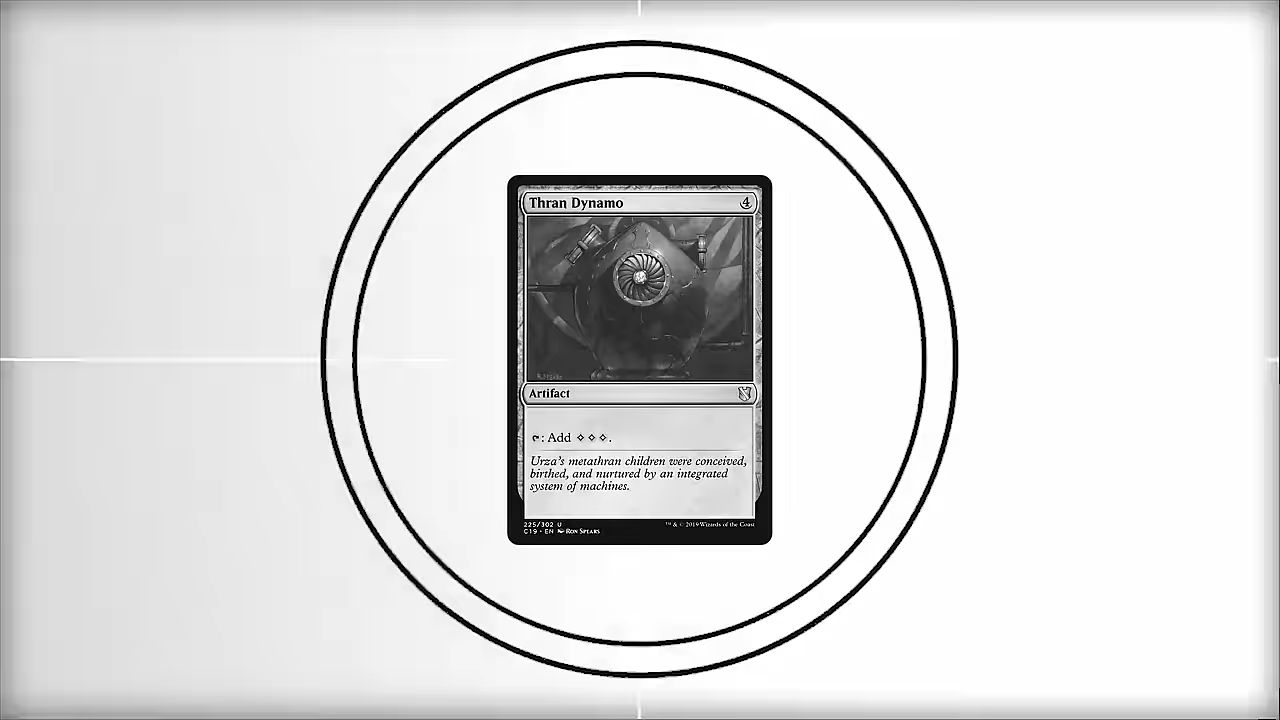 Thran Dynamo 4
Artifact
: Add .
Urza's metathran children were conceived,
birthed, and nurtured by an integrated
system of machines.
225/302 U
C19 · EN Ron Spears
™ & © 2019 Wizards of the Coast